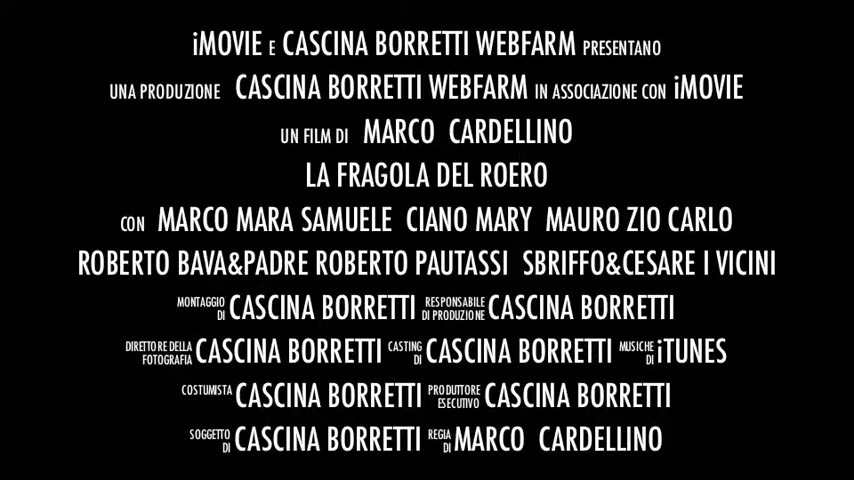 iMOVIE E CASCINA BORRETTI WEBFARM PRESENTANO
UNA PRODUZIONE CASCINA BORRETTI WEBFARM IN ASSOCIAZIONE CON iMOVIE
UN FILM DI MARCO CARDELLINO
LA FRAGOLA DEL ROERO
CON MARCO MARA SAMUELE CIANO MARY MAURO ZIO CARLO
ROBERTO BAVA&PADRE ROBERTO PAUTASSI SBRIFFO&CESARE I VICINI
MONTAGGIO DI CASCINA BORRETTI RESPONSABILE DI PRODUZIONE CASCINA BORRETTI
DIRETTORE DELLA FOTOGRAFIA CASCINA BORRETTI CASTING DI CASCINA BORRETTI MUSICHE DI iTUNES
COSTUMISTA CASCINA BORRETTI PRODUTTORE ESECUTIVO CASCINA BORRETTI
SOGGETTO DI CASCINA BORRETTI REGIA DI MARCO CARDELLINO